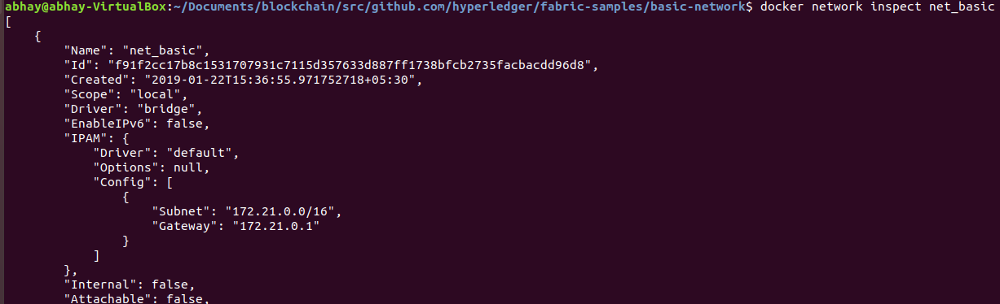 abhay@abhay-VirtualBox:~/Documents/blockchain/src/github.com/hyperledger/fabric-samples/basic-network$ docker network inspect net_basic
[
    {
        "Name": "net_basic",
        "Id": "f91f2cc17b8c1531707931c7115d357633d887ff1738bfcb2735facbacdd96d8",
        "Created": "2019-01-22T15:36:55.971752718+05:30",
        "Scope": "local",
        "Driver": "bridge",
        "EnableIPv6": false,
        "IPAM": {
            "Driver": "default",
            "Options": null,
            "Config": [
                {
                    "Subnet": "172.21.0.0/16",
                    "Gateway": "172.21.0.1"
                }
            ]
        },
        "Internal": false,
        "Attachable": false,